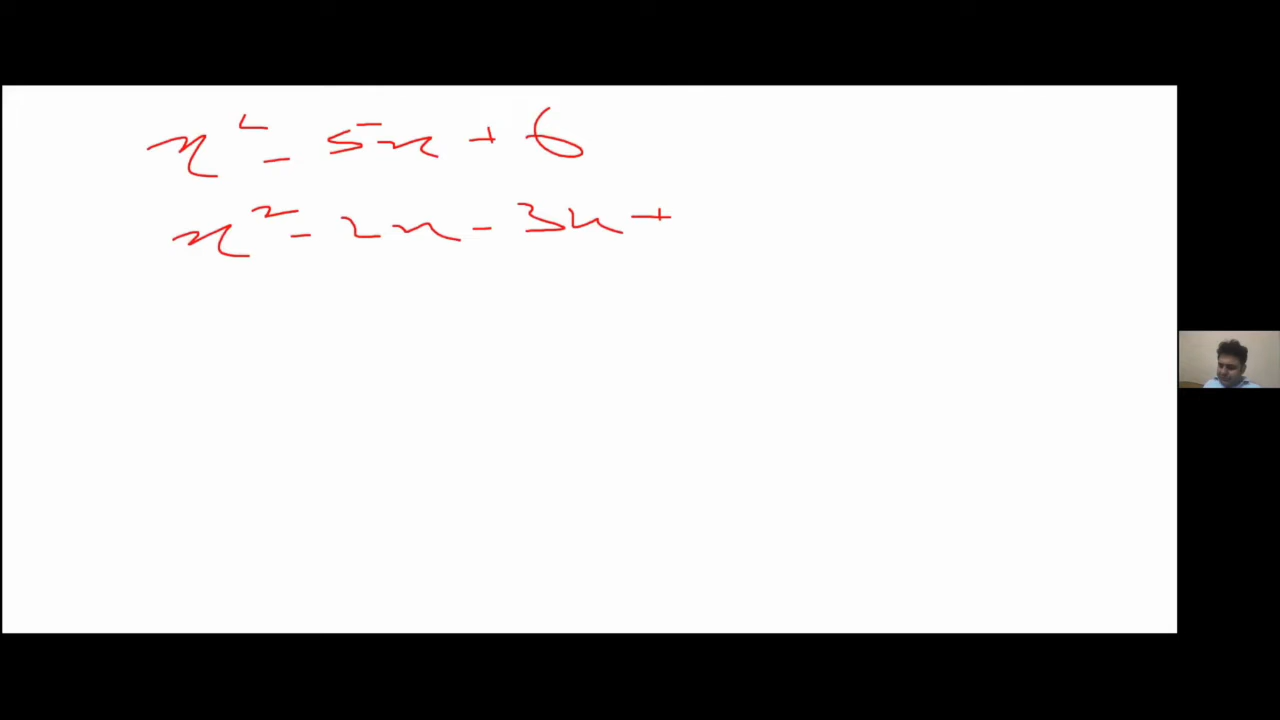 x² - 5x + 6
x² - 2x - 3x +